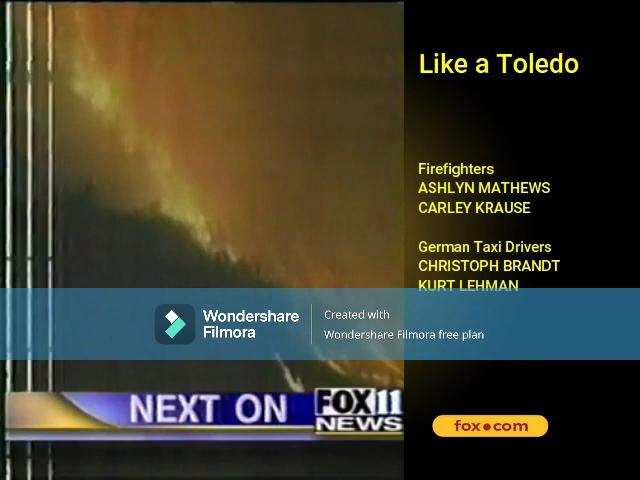 Like a Toledo
Firefighters
ASHLYN MATHEWS
CARLEY KRAUSE
German Taxi Drivers
CHRISTOPH BRANDT
KURT LEHMAN
Wondershare
Filmora
Created with
Wondershare Filmora free plan
NEXT ON
FOX 11
NEWS
fox.com